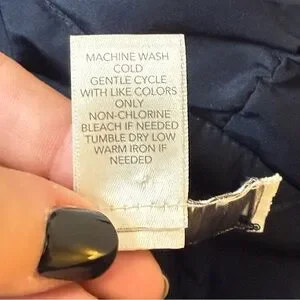 MACHINE WASH
COLD
GENTLE CYCLE
WITH LIKE COLORS
ONLY
NON-CHLORINE
BLEACH IF NEEDED
TUMBLE DRY LOW
WARM IRON IF
NEEDED